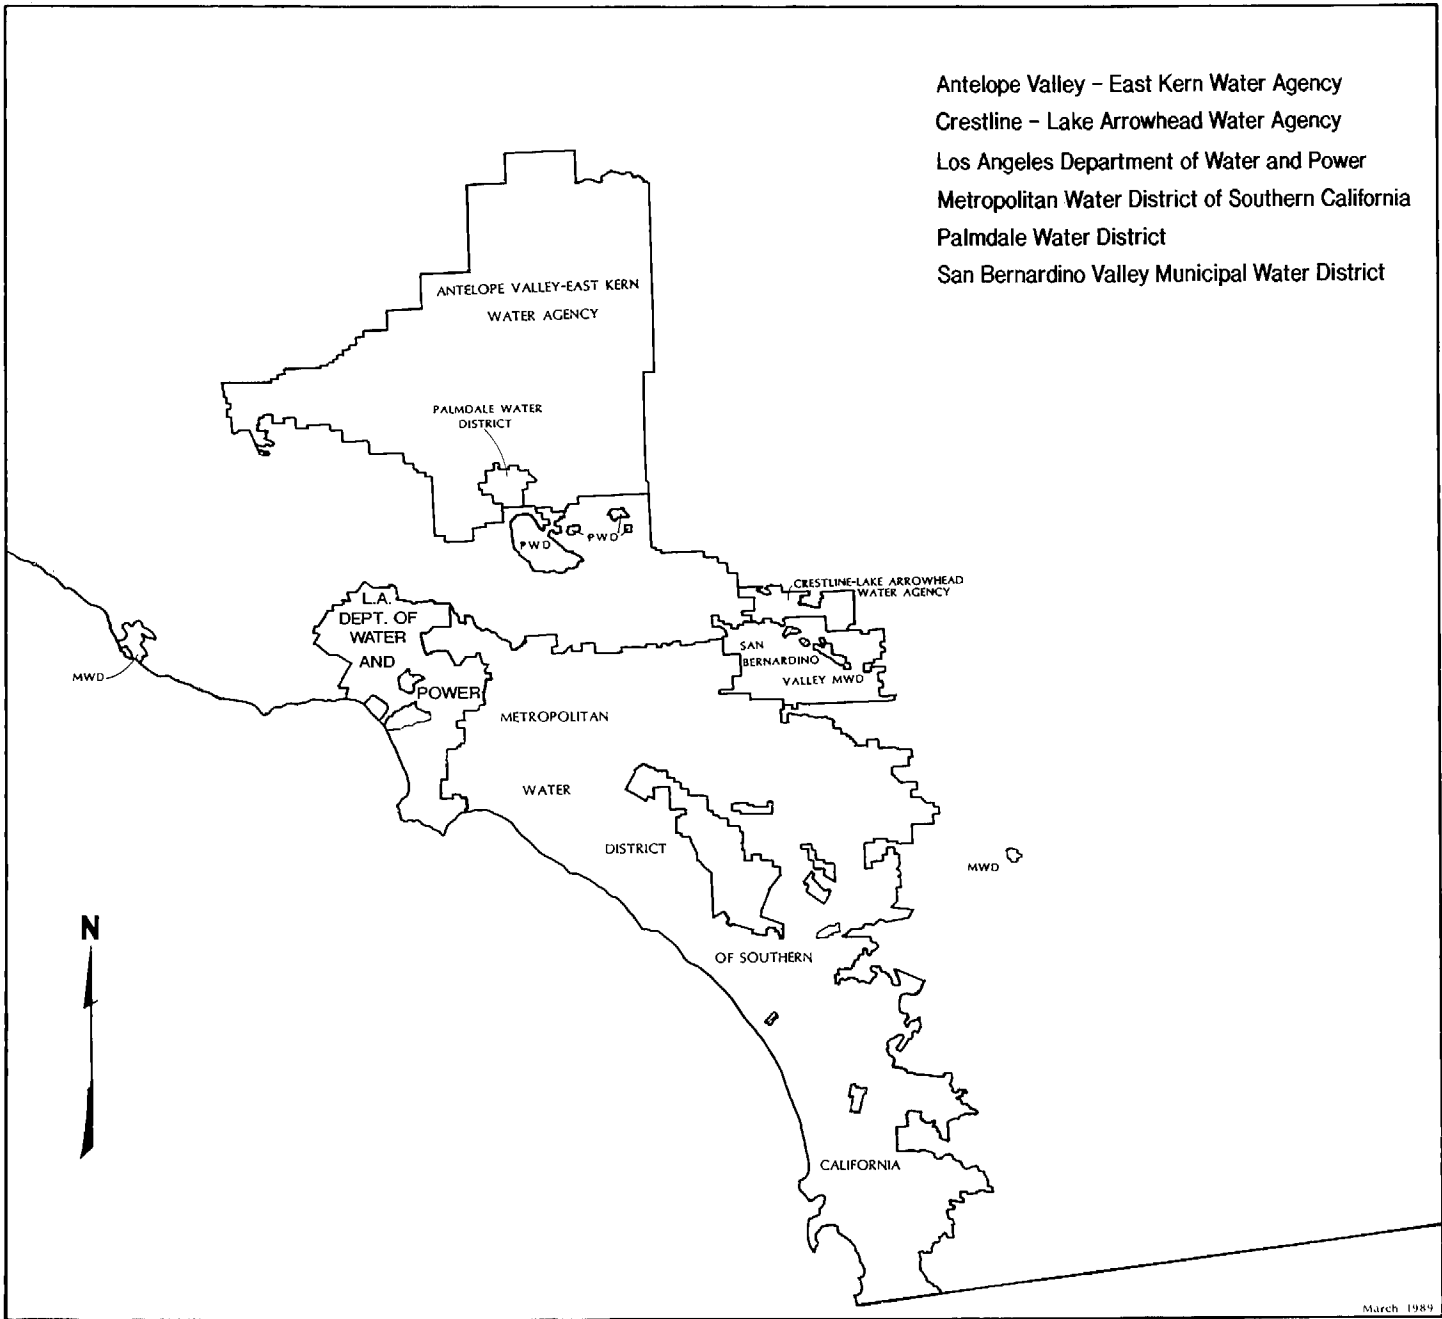 Antelope Valley – East Kern Water Agency
Crestline – Lake Arrowhead Water Agency
Los Angeles Department of Water and Power
Metropolitan Water District of Southern California
Palmdale Water District
San Bernardino Valley Municipal Water District
ANTELOPE VALLEY-EAST KERN
WATER AGENCY
PALMDALE WATER
DISTRICT
PWD
PWD
CRESTLINE-LAKE ARROWHEAD
WATER AGENCY
L.A.
DEPT. OF
WATER
AND
POWER
SAN
BERNARDINO
VALLEY MWD
MWD
METROPOLITAN
WATER
DISTRICT
MWD
OF SOUTHERN
CALIFORNIA
N
March 1989